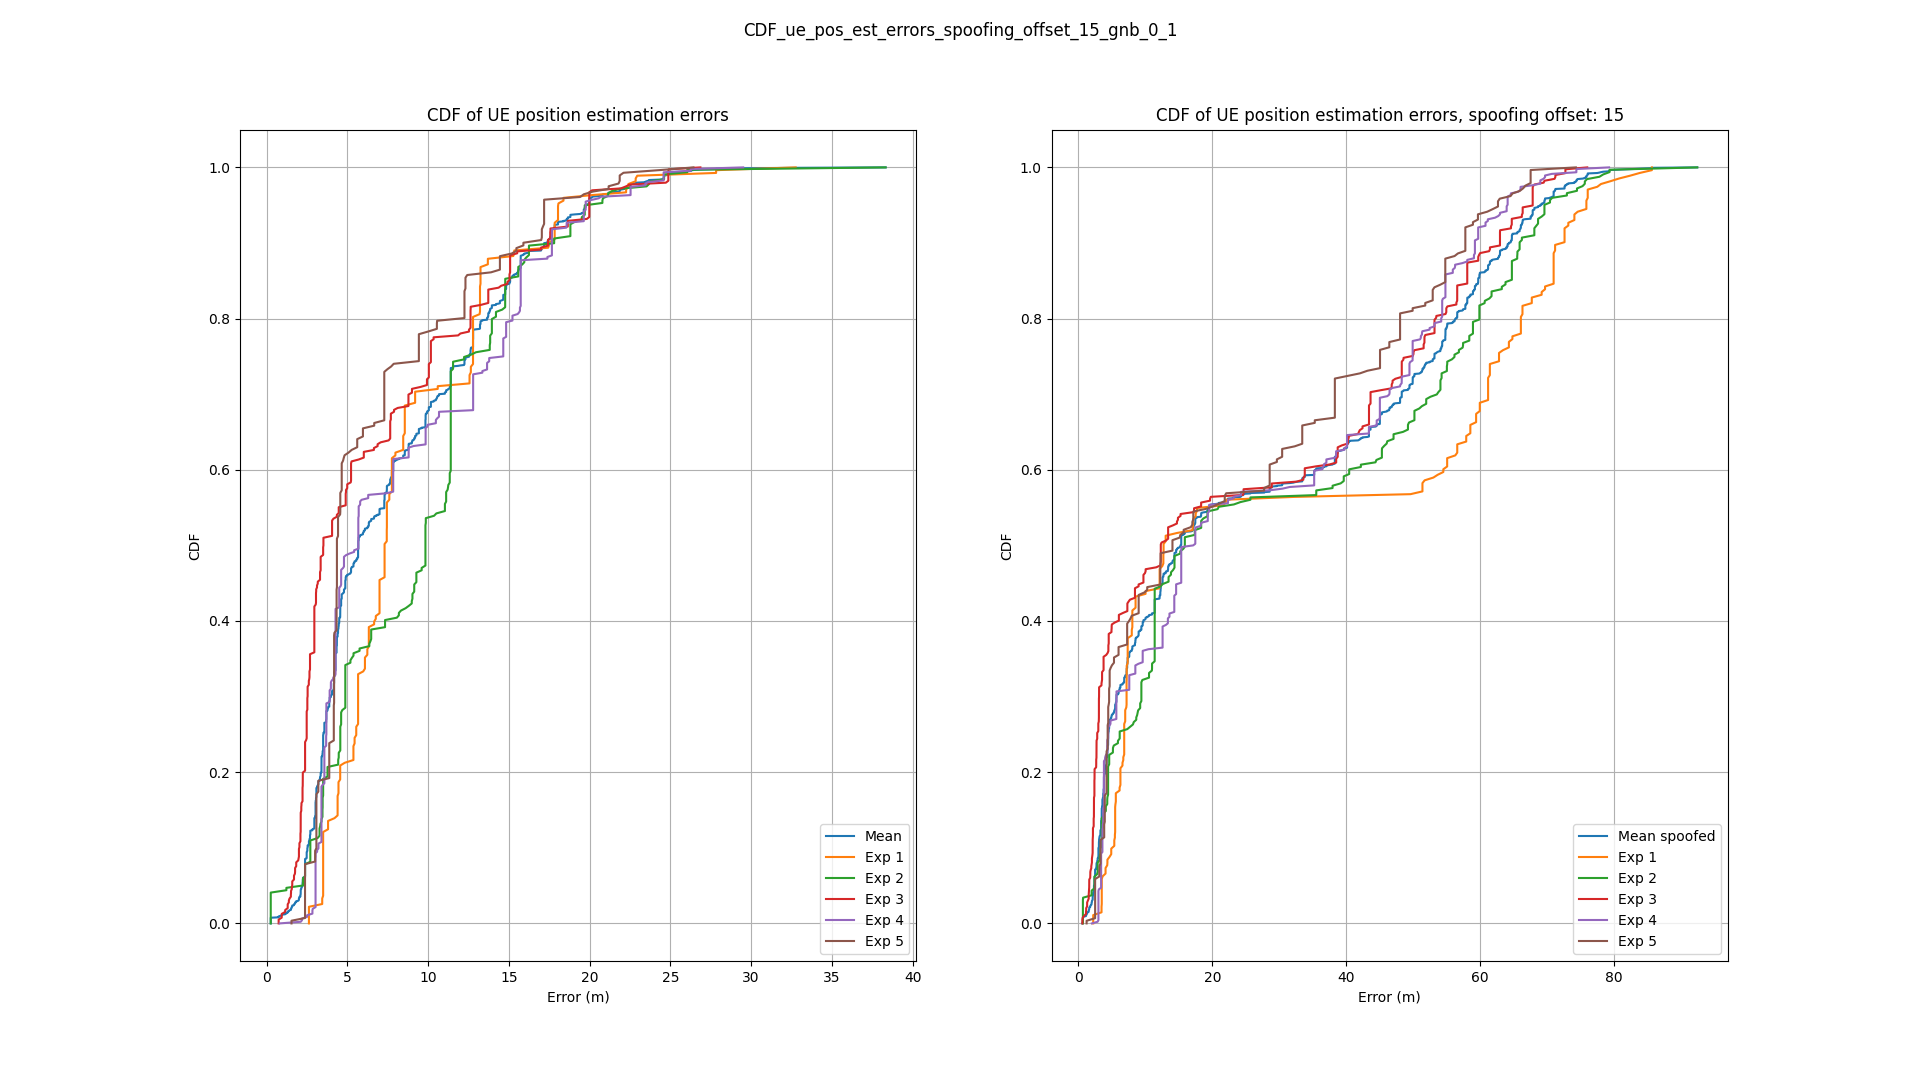 CDF_ue_pos_est_errors_spoofing_offset_15_gnb_0_1
CDF of UE position estimation errors
1.0
0.8
0.6
0.4
0.2
0.0
CDF
0 5 10 15 20 25 30 35 40
Error (m)
Mean
Exp 1
Exp 2
Exp 3
Exp 4
Exp 5
CDF of UE position estimation errors, spoofing offset: 15
1.0
0.8
0.6
0.4
0.2
0.0
CDF
0 20 40 60 80
Error (m)
Mean spoofed
Exp 1
Exp 2
Exp 3
Exp 4
Exp 5